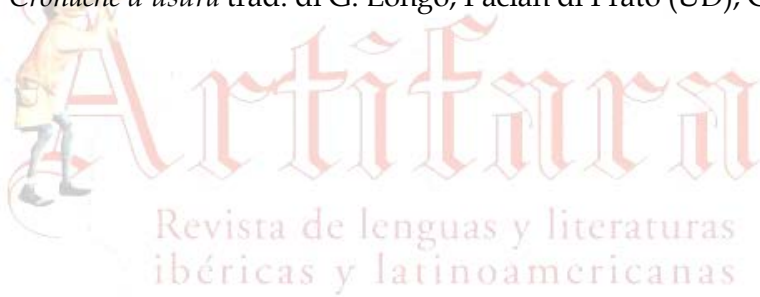 Cronache d'usura trad. di G. Longo, Pasian di Prato (UD), C
Artifara
Revista de lenguas y literaturas
ibéricas y latinoamericanas